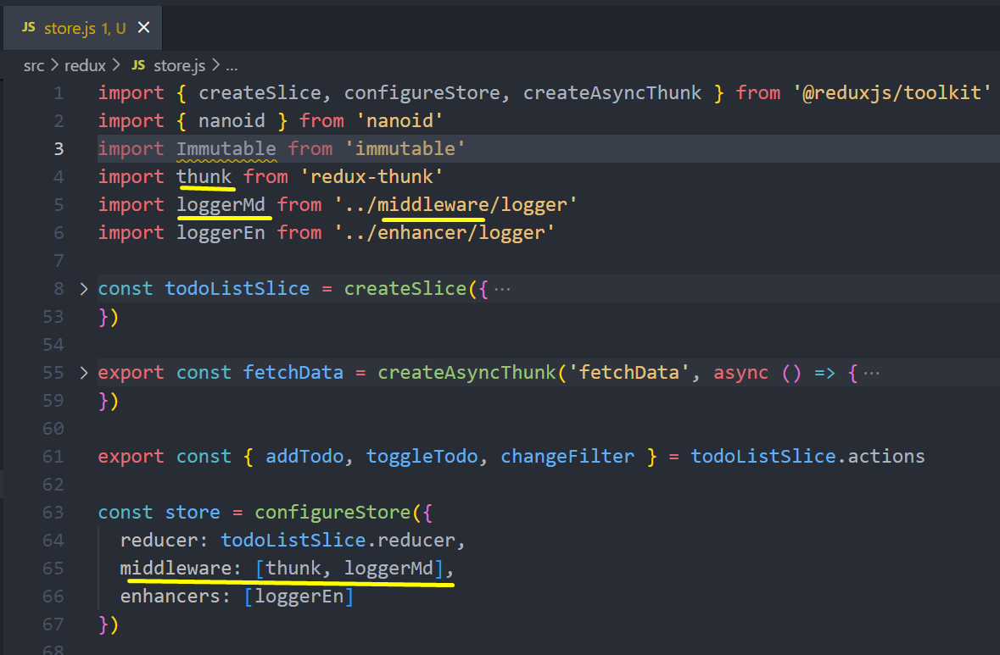 JS store.js 1, U ×
src > redux > JS store.js > ...
1 import { createSlice, configureStore, createAsyncThunk } from '@reduxjs/toolkit'
2 import { nanoid } from 'nanoid'
3 import Immutable from 'immutable'
4 import thunk from 'redux-thunk'
5 import loggerMd from '../middleware/logger'
6 import loggerEn from '../enhancer/logger'
7
8 > const todoListSlice = createSlice({ ···
53 })
54
55 > export const fetchData = createAsyncThunk('fetchData', async () => { ···
59 })
60
61 export const { addTodo, toggleTodo, changeFilter } = todoListSlice.actions
62
63 const store = configureStore({
64 reducer: todoListSlice.reducer,
65 middleware: [thunk, loggerMd],
66 enhancers: [loggerEn]
67 })
68